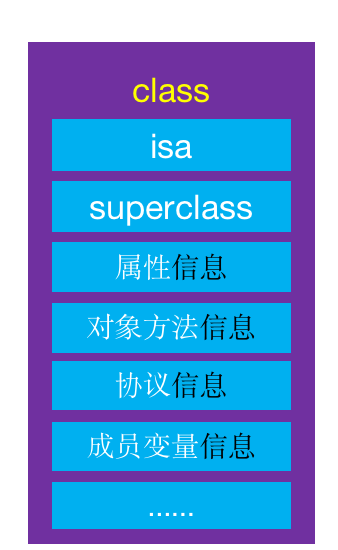 class
isa
superclass
属性信息
对象方法信息
协议信息
成员变量信息
......